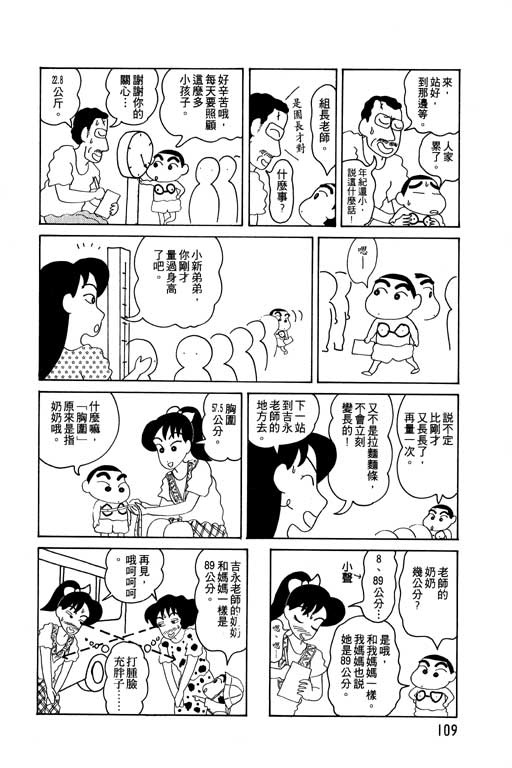 來，
站好，
到那邊等。
人家
累了。
年紀還小
說這什麼話！
組長老師。
是園長才對
什麼事？
好辛苦哦，
每天要照顧
這麼多
小孩子。
謝謝你的
關心…
22.8
公斤。
嗯—
小新弟弟，
你剛才
量過身高
了吧。
說不定
比剛才
又長長了，
再量一次。
又不是拉麵麵條，
不會立刻
變長的！
下一站
到吉永
老師的
地方去。
胸圍
57.5
公分。
什麼嘛，
「胸圍」
原來是指
奶奶哦。
老師的
奶奶
幾公分？
8、89公分…
小聲
是哦，
和我媽媽一樣。
我媽媽也說
她是89公分。
嗯、嗯
吉永老師的奶奶
和媽媽一樣是
89公分。
再見，
哦呵呵呵
。
打腫臉
充胖子……
109